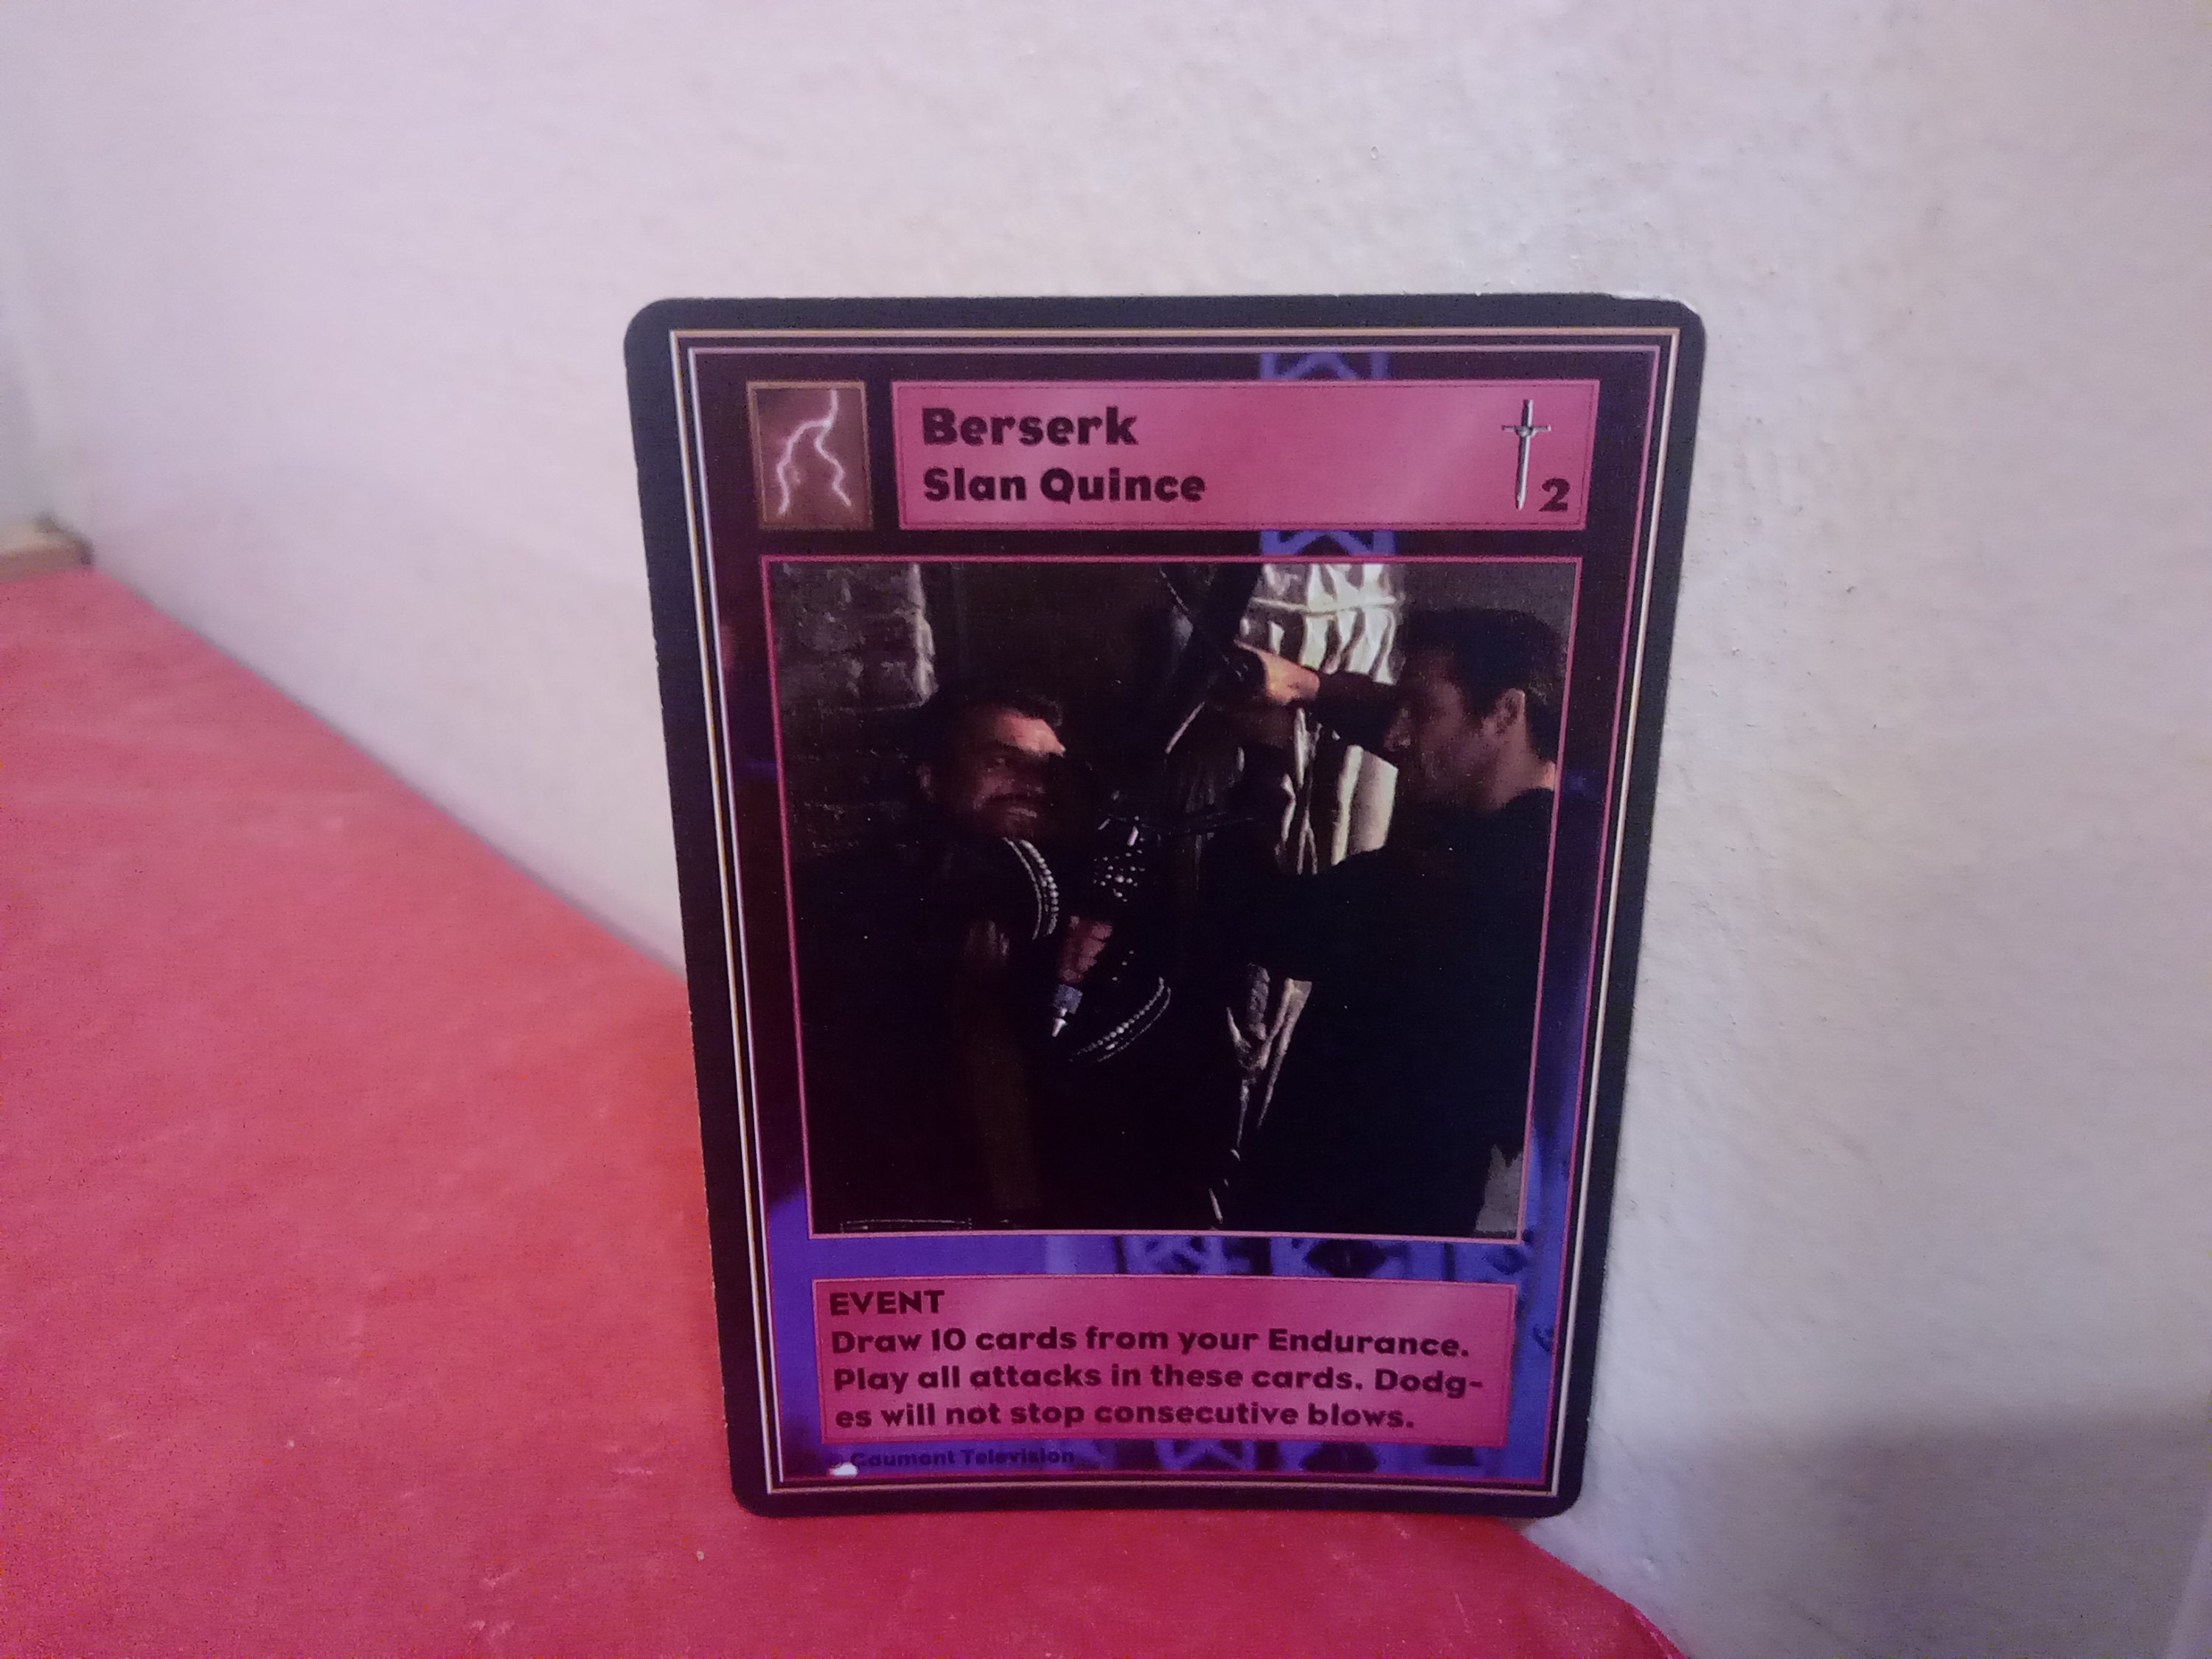 Berserk
Slan Quince
2
EVENT
Draw 10 cards from your Endurance.
Play all attacks in these cards. Dodg-
es will not stop consecutive blows.
Gaumont Television